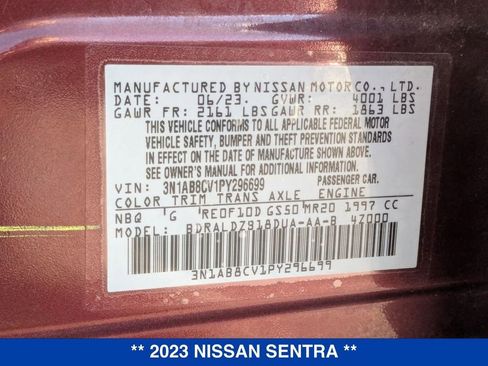 MANUFACTURED BY NISSAN MOTOR CO., LTD.
DATE: 06/23. GVWR: 4001 LBS
GAWR FR: 2161 LBS GAWR RR: 1863 LBS
THIS VEHICLE CONFORMS TO ALL APPLICABLE FEDERAL MOTOR
VEHICLE SAFETY, BUMPER, AND THEFT PREVENTION STANDARDS
IN EFFECT ON THE DATE OF MANUFACTURE SHOWN ABOVE.
SEE OWNER'S MANUAL FOR ADDITIONAL INFORMATION
VIN: 3N1AB8CV1PY296699 PASSENGER CAR.
COLOR TRIM TRANS AXLE ENGINE
NBQ G RE0F10D GS50 MR20 1997 CC
MODEL: BDRALDZ918DUA-AA-B 4Z000
3N1AB8CV1PY296699
** 2023 NISSAN SENTRA **